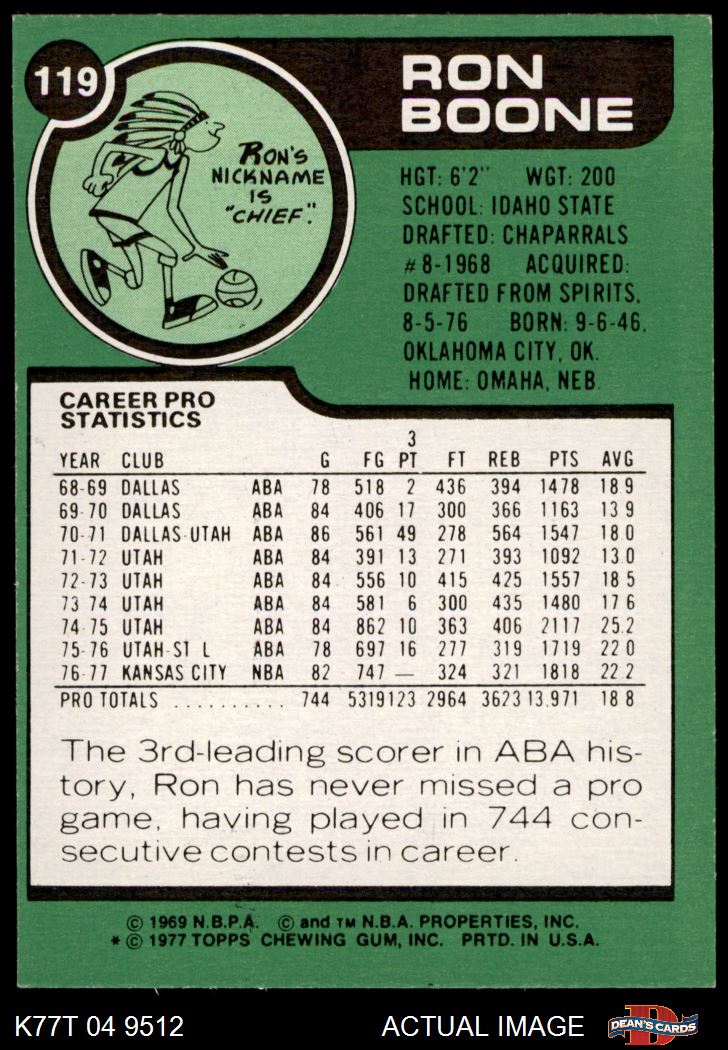 119
RON
BOONE
RON'S
NICKNAME
IS
"CHIEF."
HGT: 6'2" WGT: 200
SCHOOL: IDAHO STATE
DRAFTED: CHAPARRALS
#8-1968 ACQUIRED:
DRAFTED FROM SPIRITS,
8-5-76 BORN: 9-6-46,
OKLAHOMA CITY, OK.
HOME: OMAHA, NEB.
CAREER PRO
STATISTICS
YEAR CLUB G FG 3 PT FT REB PTS AVG
68-69 DALLAS ABA 78 518 2 436 394 1478 18.9
69-70 DALLAS ABA 84 406 17 300 366 1163 13.9
70-71 DALLAS-UTAH ABA 86 561 49 278 564 1547 18.0
71-72 UTAH ABA 84 391 13 271 393 1092 13.0
72-73 UTAH ABA 84 556 10 415 425 1557 18.5
73-74 UTAH ABA 84 581 6 300 435 1480 17.6
74-75 UTAH ABA 84 862 10 363 406 2117 25.2
75-76 UTAH-ST L ABA 78 697 16 277 319 1719 22.0
76-77 KANSAS CITY NBA 82 747 — 324 321 1818 22.2
PRO TOTALS .......... 744 5319 123 2964 3623 13,971 18.8
The 3rd-leading scorer in ABA his-
tory, Ron has never missed a pro
game, having played in 744 con-
secutive contests in career.
© 1969 N.B.P.A. © and TM N.B.A. PROPERTIES, INC.
* © 1977 TOPPS CHEWING GUM, INC. PRTD. IN U.S.A.
K77T 04 9512 ACTUAL IMAGE D DEAN'S CARDS